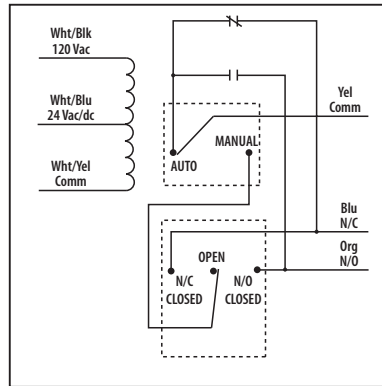 Wht/Blk
120 Vac
Wht/Blu
24 Vac/dc
Wht/Yel
Comm
AUTO
MANUAL
Yel
Comm
Blu
N/C
Org
N/O
OPEN
N/C
CLOSED
N/O
CLOSED